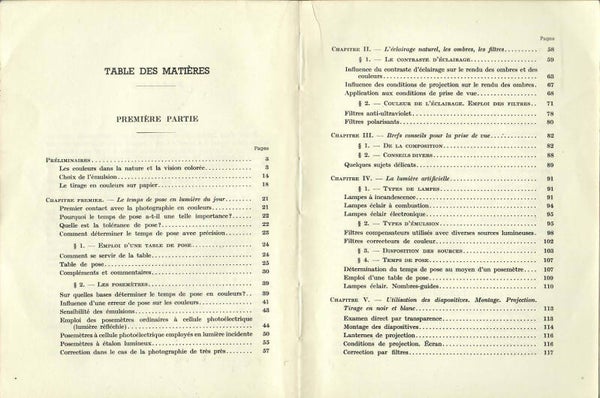 TABLE DES MATIÈRES
PREMIÈRE PARTIE
Pages
PRÉLIMINAIRES 3
Les couleurs dans la nature et la vision colorée 3
Choix de l'émulsion 14
Le tirage en couleurs sur papier 18
CHAPITRE PREMIER. — Le temps de pose en lumière du jour 21
Premier contact avec la photographie en couleurs 21
Pourquoi le temps de pose a-t-il une telle importance? 22
Quelle est la tolérance de pose? 22
Comment déterminer le temps de pose avec précision 23
§ 1. — EMPLOI D'UNE TABLE DE POSE 24
Comment se servir de la table 24
Table de pose 25
Compléments et commentaires 30
§ 2. — LES POSEMÈTRES 39
Sur quelles bases déterminer le temps de pose en couleurs? 39
Influence d'une erreur de pose sur les couleurs 41
Sensibilité des émulsions 43
Emploi des posemètres ordinaires à cellule photoélectrique
(lumière réfléchie) 44
Posemètres à cellule photoélectrique employés en lumière incidente 50
Posemètres à étalon lumineux 55
Correction dans le cas de la photographie de très près 57
Pages
CHAPITRE II. — L'éclairage naturel, les ombres, les filtres 58
§ 1. — LE CONTRASTE D'ÉCLAIRAGE 59
Influence du contraste d'éclairage sur le rendu des ombres et des
couleurs 63
Influence des conditions de projection sur le rendu des ombres 67
Application aux conditions de prise de vue 68
§ 2. — COULEUR DE L'ÉCLAIRAGE. EMPLOI DES FILTRES 71
Filtres anti-ultraviolet 78
Filtres polarisants 80
CHAPITRE III. — Brefs conseils pour la prise de vue 82
§ 1. — DE LA COMPOSITION 82
§ 2. — CONSEILS DIVERS 88
Quelques sujets délicats 89
CHAPITRE IV. — La lumière artificielle 91
§ 1. — TYPES DE LAMPES 91
Lampes à incandescence 91
Lampes éclair à combustion 94
Lampes éclair électronique 95
§ 2. — TYPES D'ÉMULSION 95
Filtres compensateurs utilisés avec diverses sources lumineuses 98
Filtres correcteurs de couleur 102
§ 3. — DISPOSITION DES SOURCES 103
§ 4. — TEMPS DE POSE 107
Détermination du temps de pose au moyen d'un posemètre 107
Emploi d'une table de pose 109
Lampes éclair. Nombres-guides 110
CHAPITRE V. — Utilisation des diapositives. Montage. Projection.
Tirage en noir et blanc 113
Examen direct par transparence 113
Montage des diapositives 114
Lanternes de projection 114
Conditions de projection. Écran 116
Correction par filtres 117